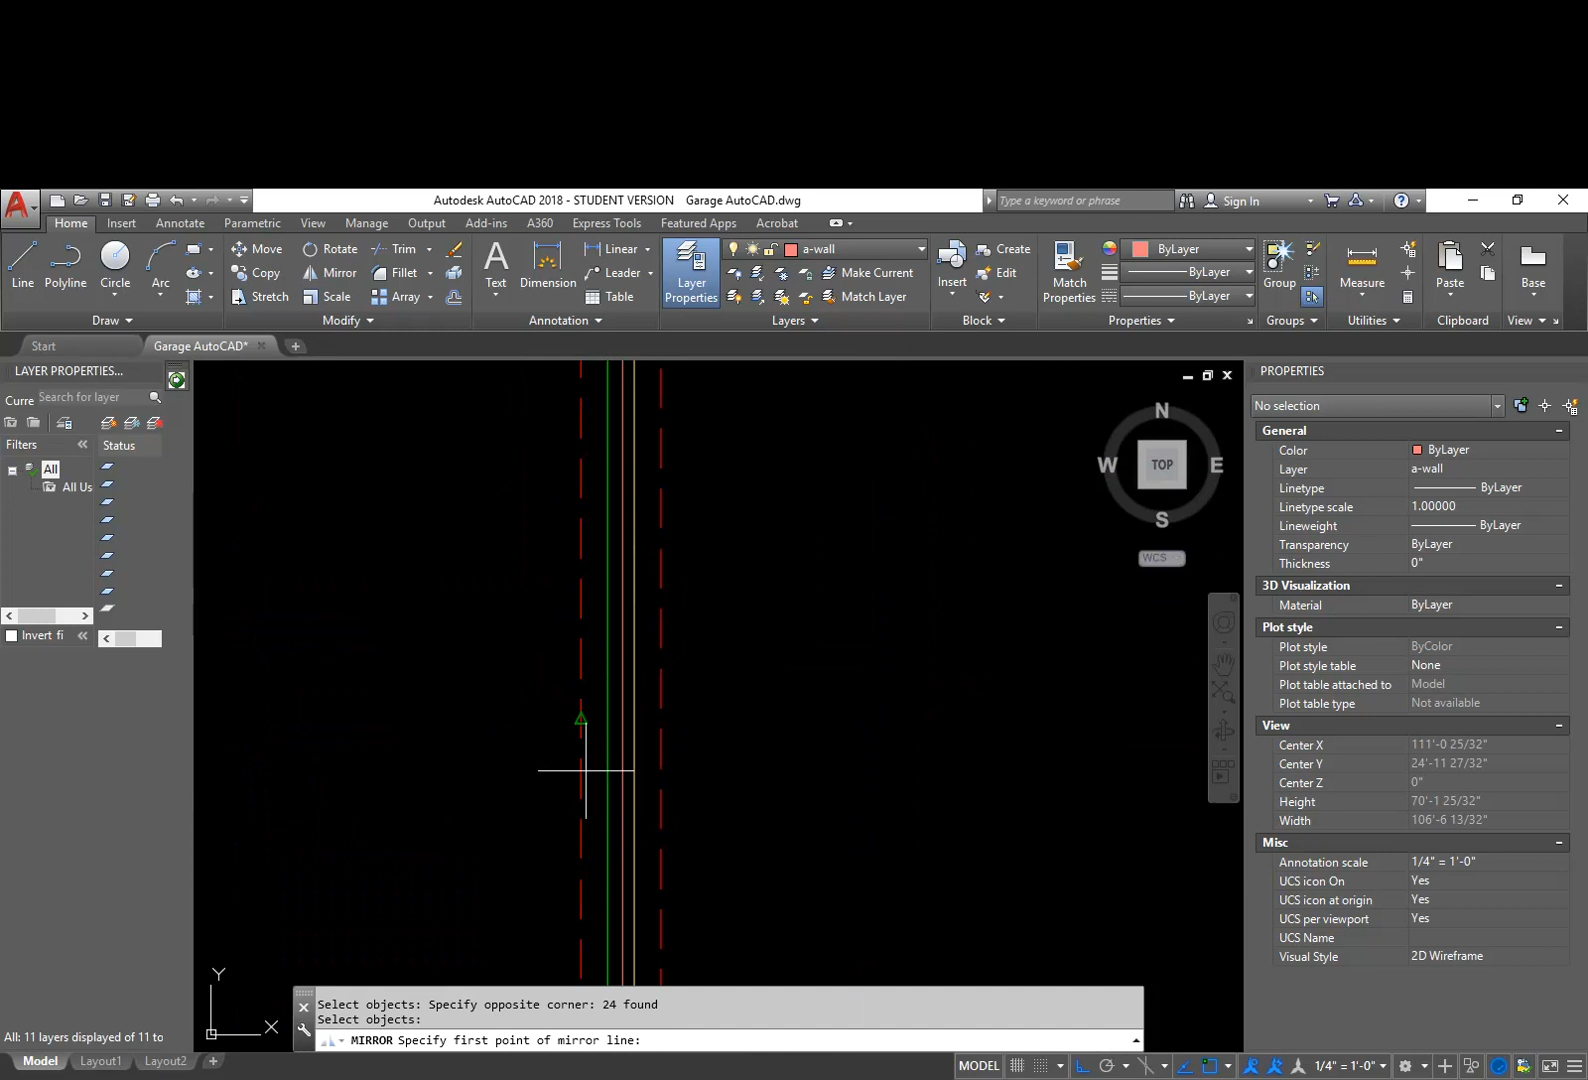 Autodesk AutoCAD 2018 - STUDENT VERSION Garage AutoCAD.dwg
Type a keyword or phrase
Sign In
Home Insert Annotate Parametric View Manage Output Add-ins A360 Express Tools Featured Apps Acrobat
Line Polyline Circle Arc
Move Rotate Trim
Copy Mirror Fillet
Stretch Scale Array
Text Dimension
Linear
Leader
Table
Layer Properties
a-wall
Make Current
Match Layer
Insert
Create
Edit
Match Properties
ByLayer
ByLayer
ByLayer
Group
Measure
Paste
Base
Draw Modify Annotation Layers Block Properties Groups Utilities Clipboard View
Start Garage AutoCAD*
LAYER PROPERTIES...
Curre Search for layer
Filters
Status
All
All Us
Invert fi
All: 11 layers displayed of 11 to
N
W TOP E
S
WCS
Y
X
PROPERTIES
No selection
General
Color ByLayer
Layer a-wall
Linetype ByLayer
Linetype scale 1.00000
Lineweight ByLayer
Transparency ByLayer
Thickness 0"
3D Visualization
Material ByLayer
Plot style
Plot style ByColor
Plot style table None
Plot table attached to Model
Plot table type Not available
View
Center X 111'-0 25/32"
Center Y 24'-11 27/32"
Center Z 0"
Height 70'-1 25/32"
Width 106'-6 13/32"
Misc
Annotation scale 1/4" = 1'-0"
UCS icon On Yes
UCS icon at origin Yes
UCS per viewport Yes
UCS Name
Visual Style 2D Wireframe
Select objects: Specify opposite corner: 24 found
Select objects:
MIRROR Specify first point of mirror line:
Model Layout1 Layout2
MODEL
1/4" = 1'-0"